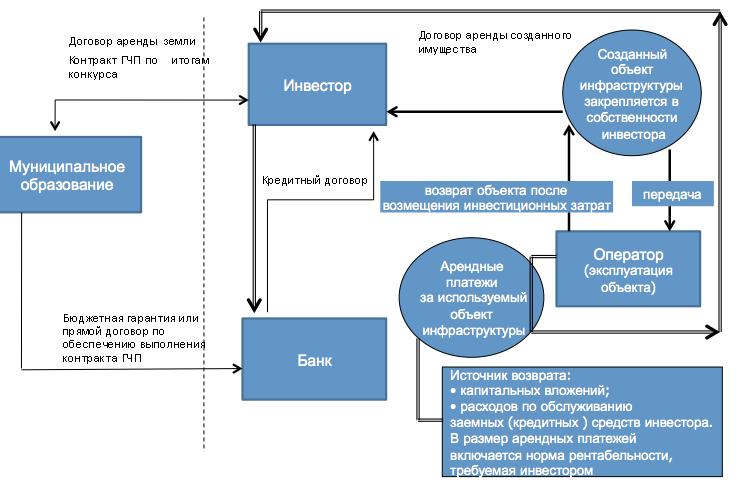 Договор аренды земли
Контракт ГЧП по итогам
конкурса
Инвестор
Договор аренды созданного
имущества
Созданный
объект
инфраструктуры
закрепляется в
собственности
инвестора
Муниципальное
образование
Кредитный договор
возврат объекта после
возмещения инвестиционных затрат
передача
Оператор
(эксплуатация
объекта)
Арендные
платежи
за используемый
объект
инфраструктуры
Бюджетная гарантия или
прямой договор по
обеспечению выполнения
контракта ГЧП
Банк
Источник возврата:
• капитальных вложений;
• расходов по обслуживанию
заемных (кредитных ) средств инвестора.
В размер арендных платежей
включается норма рентабельности,
требуемая инвестором